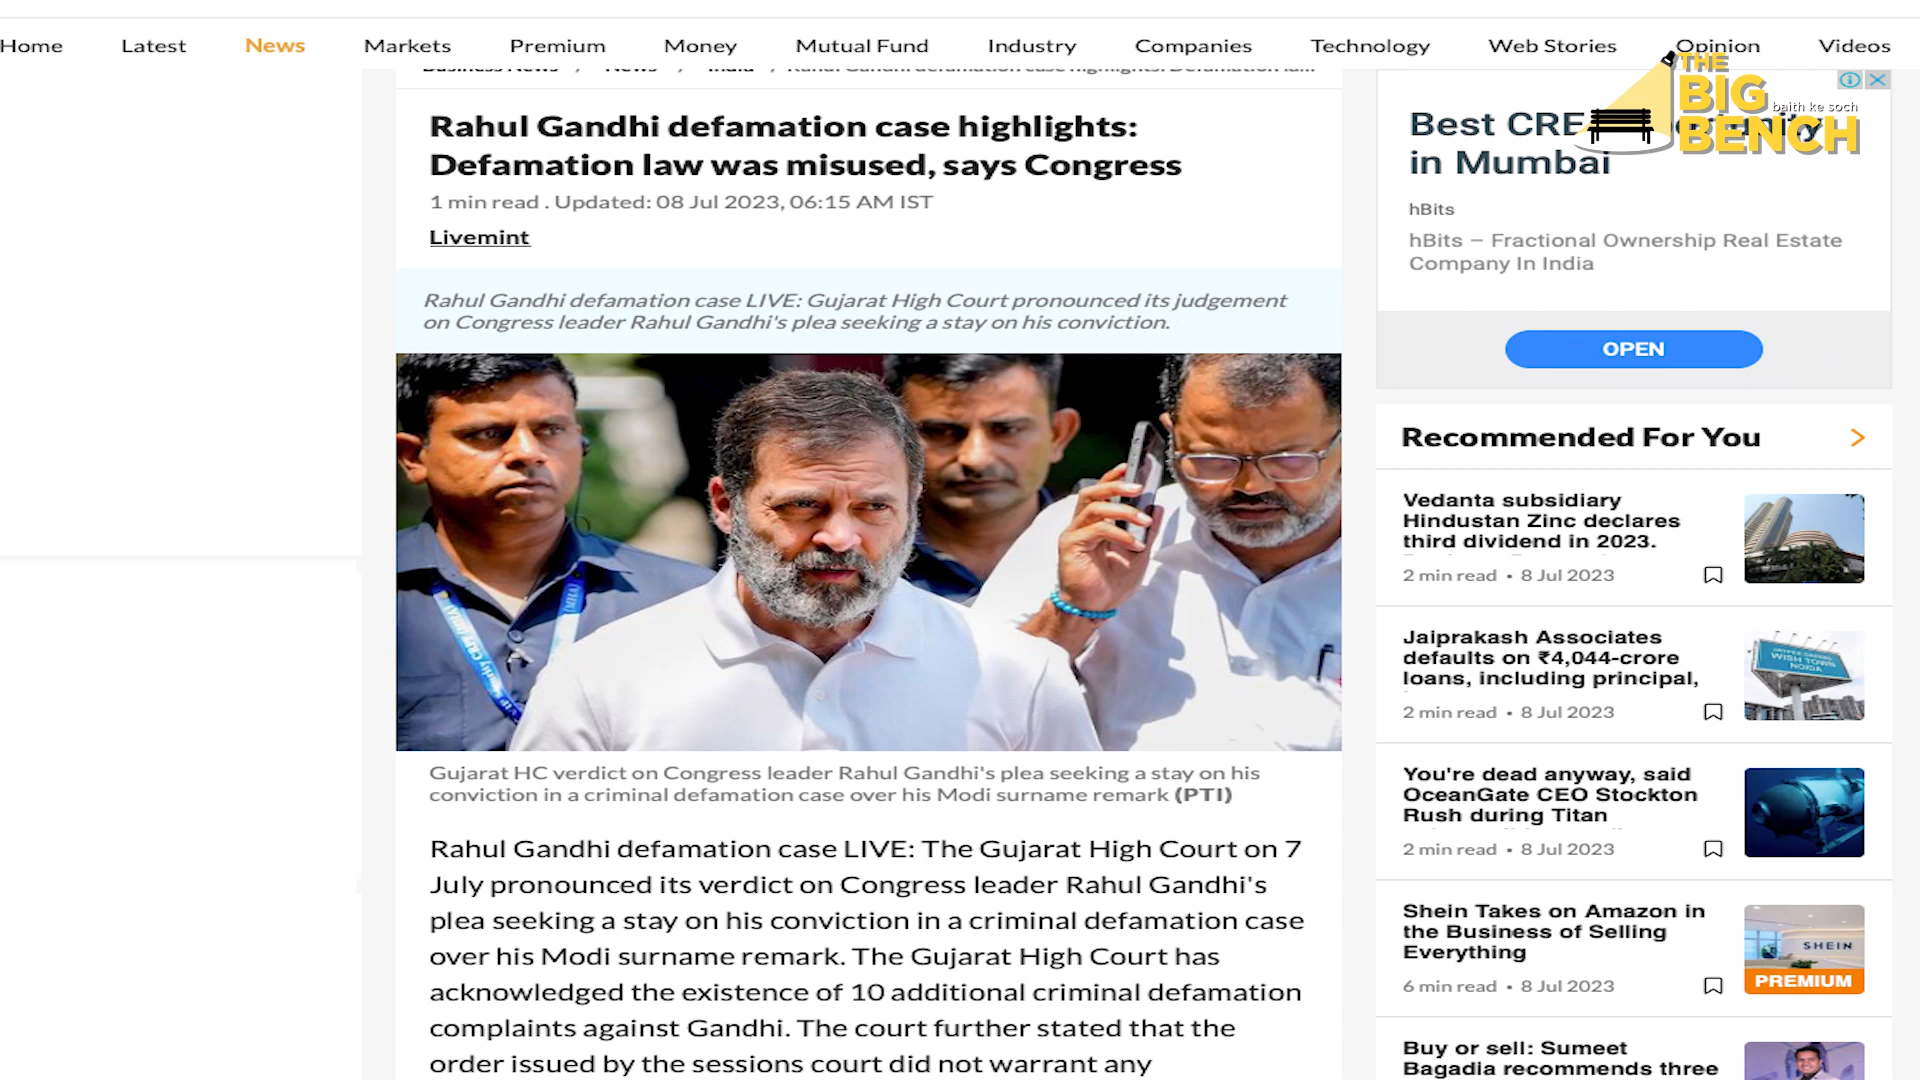 Home Latest News Markets Premium Money Mutual Fund Industry Companies Technology Web Stories Opinion Videos
THE
BIG
baith ke soch
BENCH
Rahul Gandhi defamation case highlights:
Defamation law was misused, says Congress
1 min read . Updated: 08 Jul 2023, 06:15 AM IST
Livemint
Rahul Gandhi defamation case LIVE: Gujarat High Court pronounced its judgement
on Congress leader Rahul Gandhi's plea seeking a stay on his conviction.
Gujarat HC verdict on Congress leader Rahul Gandhi's plea seeking a stay on his
conviction in a criminal defamation case over his Modi surname remark (PTI)
Rahul Gandhi defamation case LIVE: The Gujarat High Court on 7
July pronounced its verdict on Congress leader Rahul Gandhi's
plea seeking a stay on his conviction in a criminal defamation case
over his Modi surname remark. The Gujarat High Court has
acknowledged the existence of 10 additional criminal defamation
complaints against Gandhi. The court further stated that the
order issued by the sessions court did not warrant any
Best CRE
in Mumbai
hBits
hBits – Fractional Ownership Real Estate
Company In India
OPEN
Recommended For You
Vedanta subsidiary
Hindustan Zinc declares
third dividend in 2023.
2 min read • 8 Jul 2023
Jaiprakash Associates
defaults on ₹4,044-crore
loans, including principal,
2 min read • 8 Jul 2023
WISH TOWN
NOIDA
You're dead anyway, said
OceanGate CEO Stockton
Rush during Titan
2 min read • 8 Jul 2023
Shein Takes on Amazon in
the Business of Selling
Everything
6 min read • 8 Jul 2023
SHEIN
PREMIUM
Buy or sell: Sumeet
Bagadia recommends three